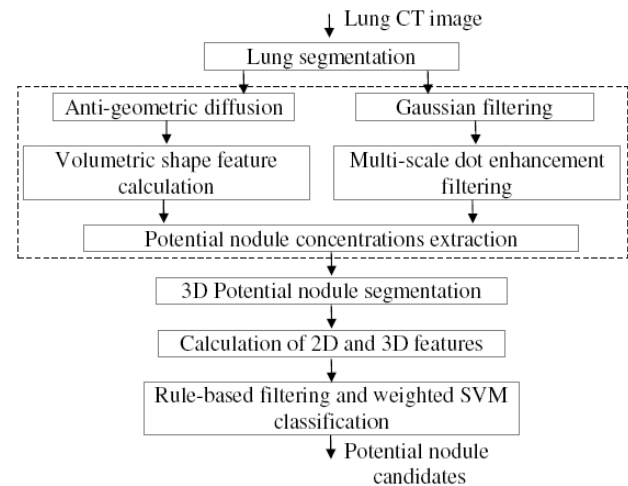 Lung CT image
Lung segmentation
Anti-geometric diffusion
Gaussian filtering
Volumetric shape feature
calculation
Multi-scale dot enhancement
filtering
Potential nodule concentrations extraction
3D Potential nodule segmentation
Calculation of 2D and 3D features
Rule-based filtering and weighted SVM
classification
Potential nodule
candidates